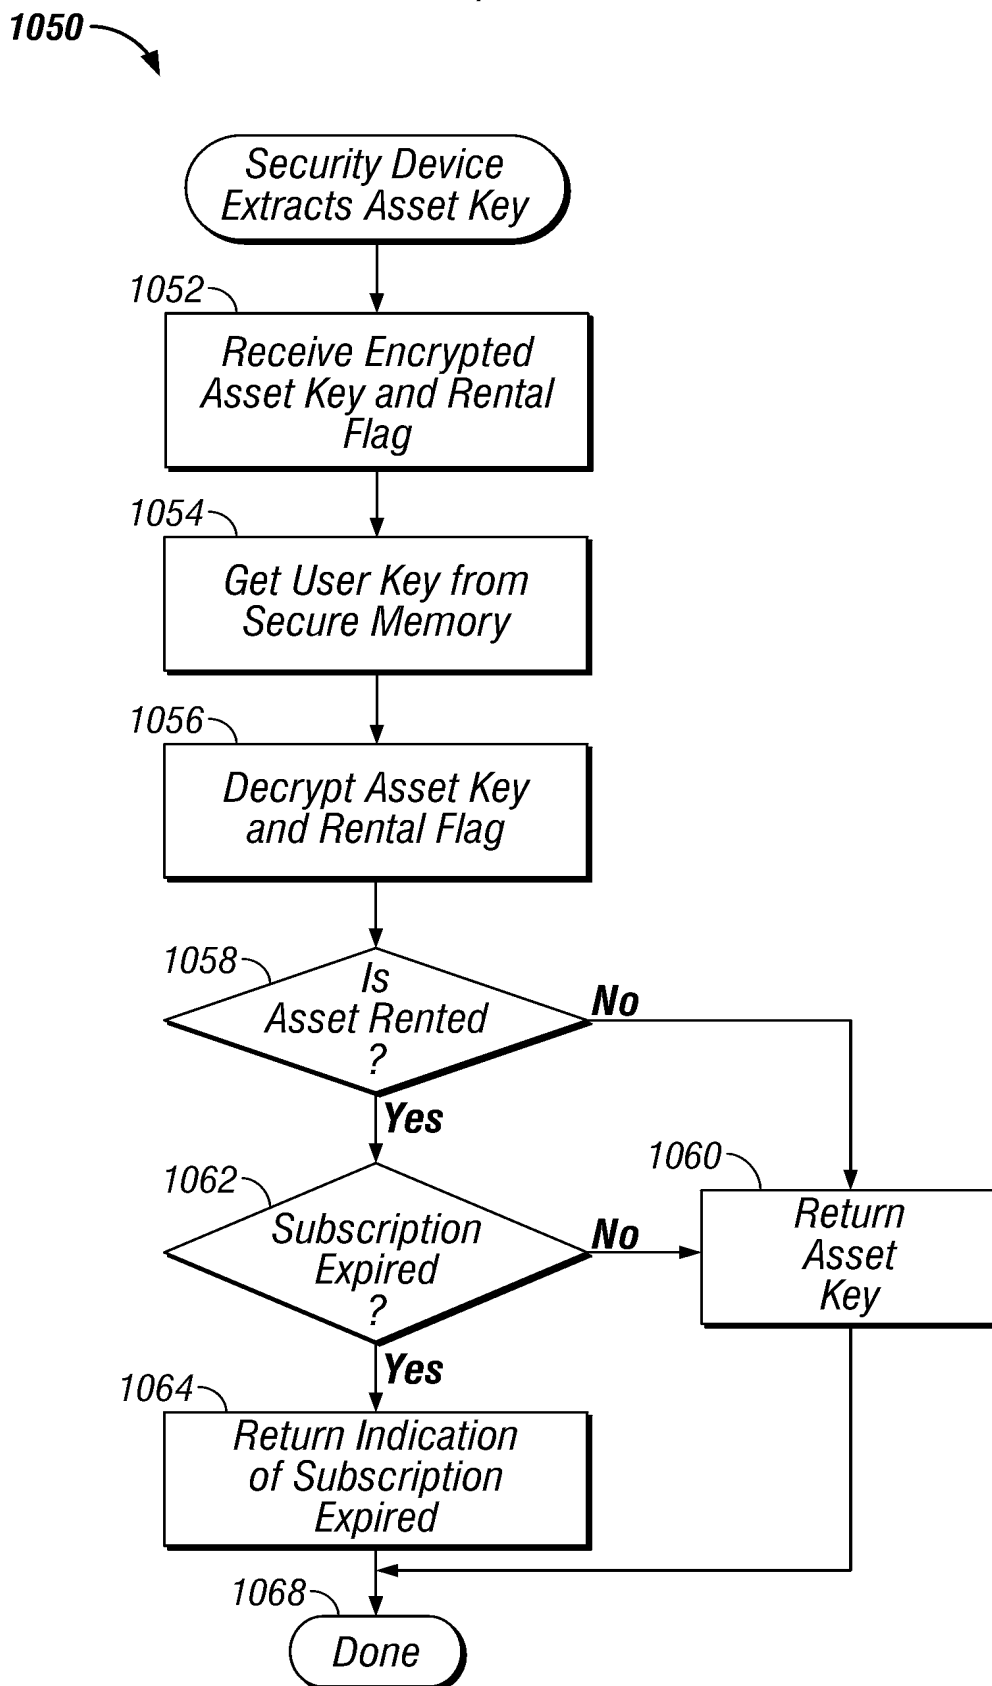 1050
Security Device
Extracts Asset Key
1052
Receive Encrypted
Asset Key and Rental
Flag
1054
Get User Key from
Secure Memory
1056
Decrypt Asset Key
and Rental Flag
1058
Is
Asset Rented
?
No
Yes
1060
Return
Asset
Key
1062
Subscription
Expired
?
No
Yes
1064
Return Indication
of Subscription
Expired
1068
Done